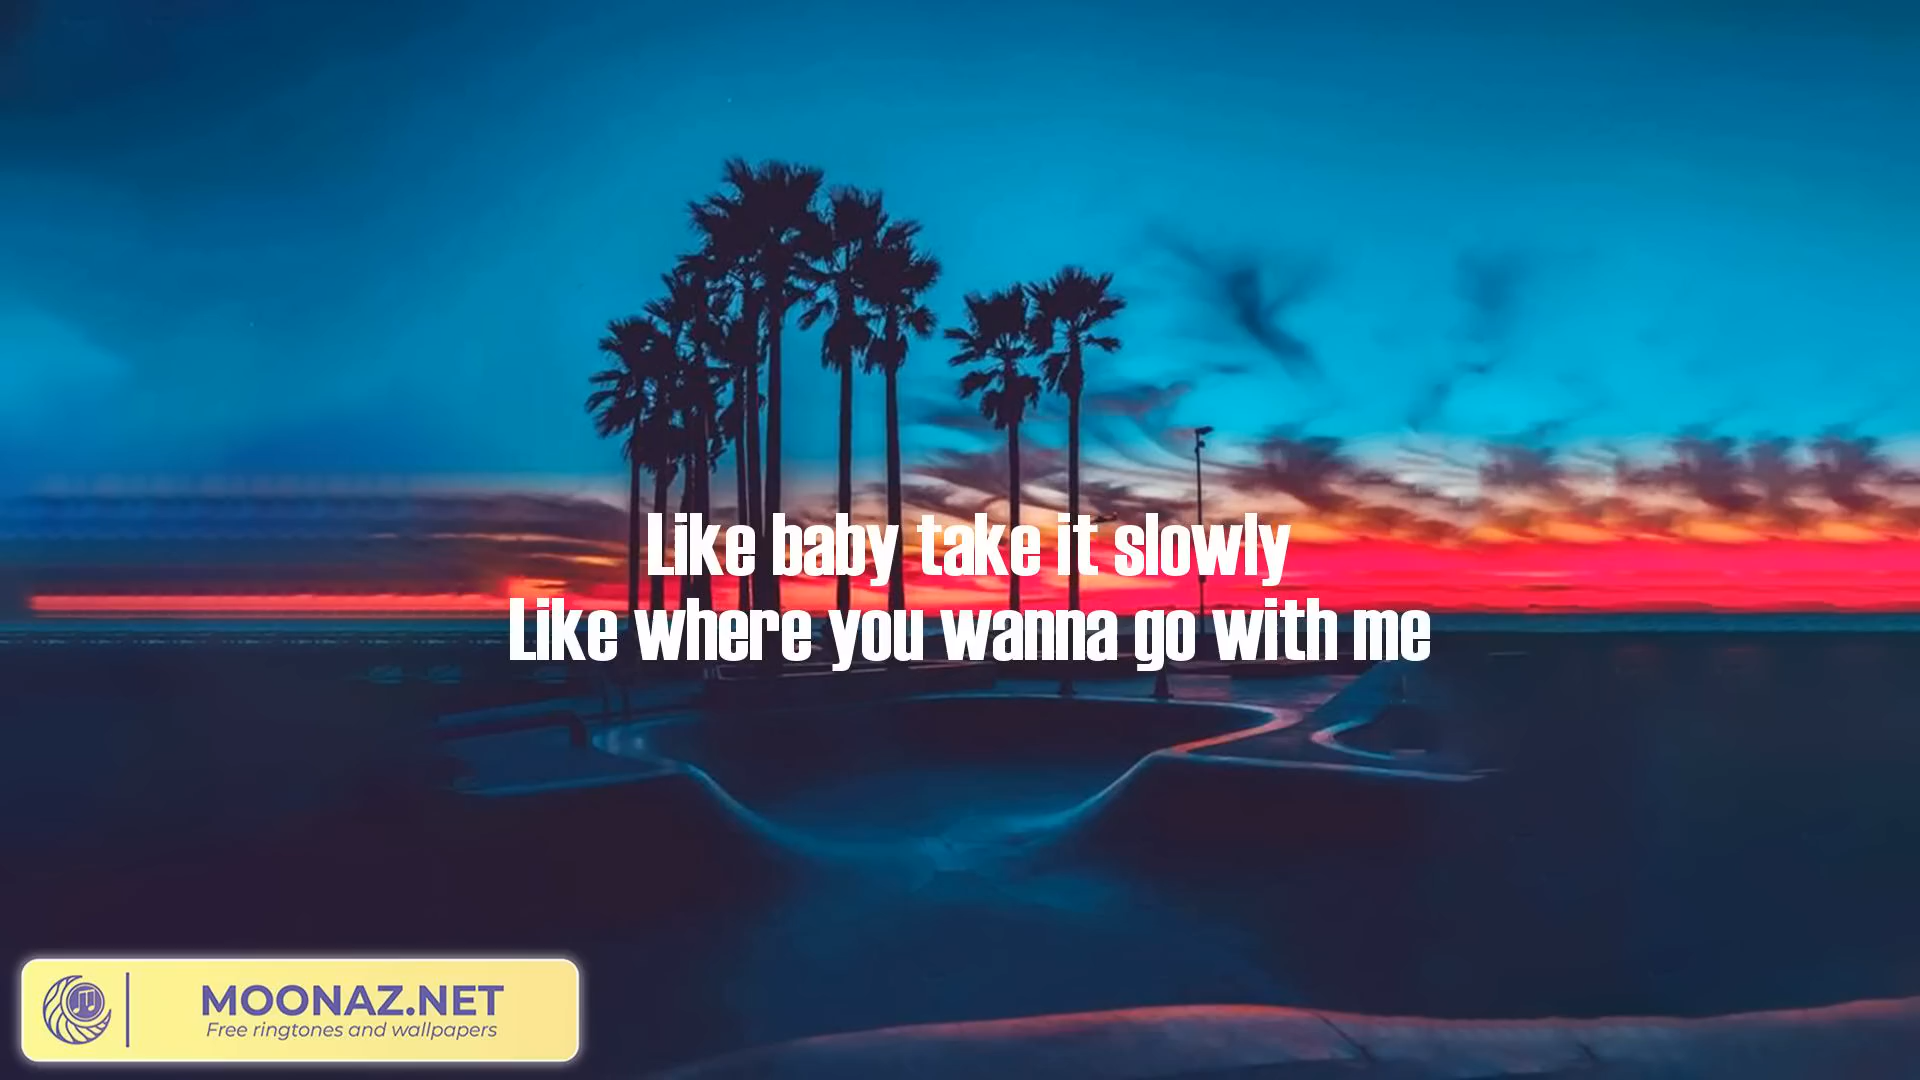 Like baby take it slowly
Like where you wanna go with me
MOONAZ.NET
Free ringtones and wallpapers